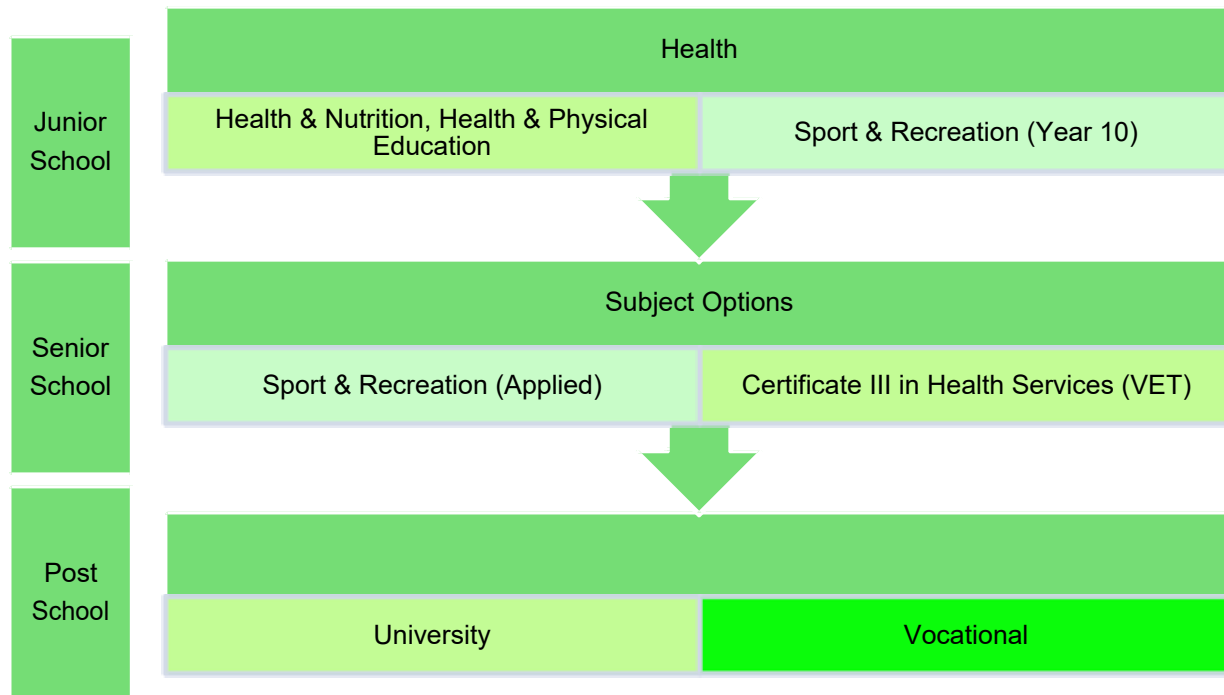 Junior
School
Health
Health & Nutrition, Health & Physical
Education
Sport & Recreation (Year 10)
Senior
School
Subject Options
Sport & Recreation (Applied)
Certificate III in Health Services (VET)
Post
School
University
Vocational